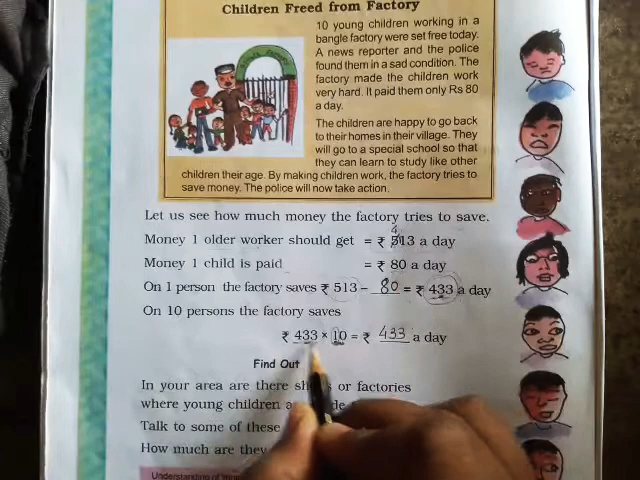 Children Freed from Factory
10 young children working in a
bangle factory were set free today.
A news reporter and the police
found them in a sad condition. The
factory made the children work
very hard. It paid them only Rs 80
a day.
The children are happy to go back
to their homes in their village. They
will go to a special school so that
they can learn to study like other
children their age. By making children work, the factory tries to
save money. The police will now take action.
Let us see how much money the factory tries to save.
4
Money 1 older worker should get = ₹ 513 a day
Money 1 child is paid = ₹ 80 a day
On 1 person the factory saves ₹ 513 – 80 = ₹ 433 a day
On 10 persons the factory saves
₹ 433 × 10 = ₹ 433 a day
Find Out
In your area are there or factories
where young children
Talk to some of these
How much are they
Understanding of